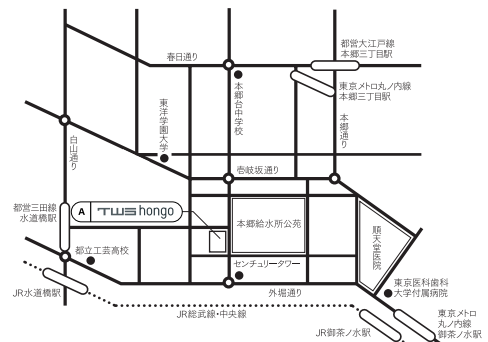 都営大江戸線
本郷三丁目駅
春日通り
東京メトロ丸ノ内線
本郷三丁目駅
本郷台中学校
東洋学園大学
本郷通り
白山通り
壱岐坂通り
都営三田線
水道橋駅
A TWS hongo
本郷給水所公苑
順天堂医院
都立工芸高校
センチュリータワー
東京医科歯科
大学付属病院
JR水道橋駅
外堀通り
JR総武線・中央線
東京メトロ
丸ノ内線
御茶ノ水駅
JR御茶ノ水駅